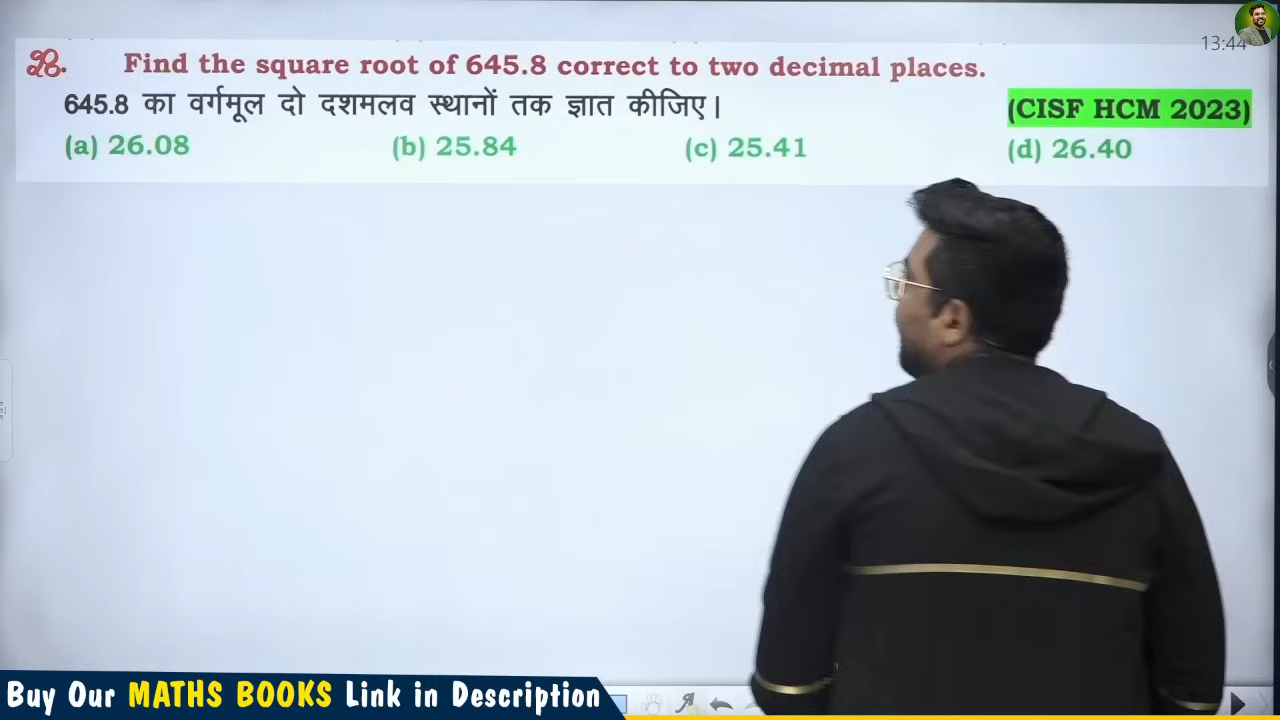 13:44
28. Find the square root of 645.8 correct to two decimal places.
645.8 का वर्गमूल दो दशमलव स्थानों तक ज्ञात कीजिए। (CISF HCM 2023)
(a) 26.08 (b) 25.84 (c) 25.41 (d) 26.40
Buy Our MATHS BOOKS Link in Description